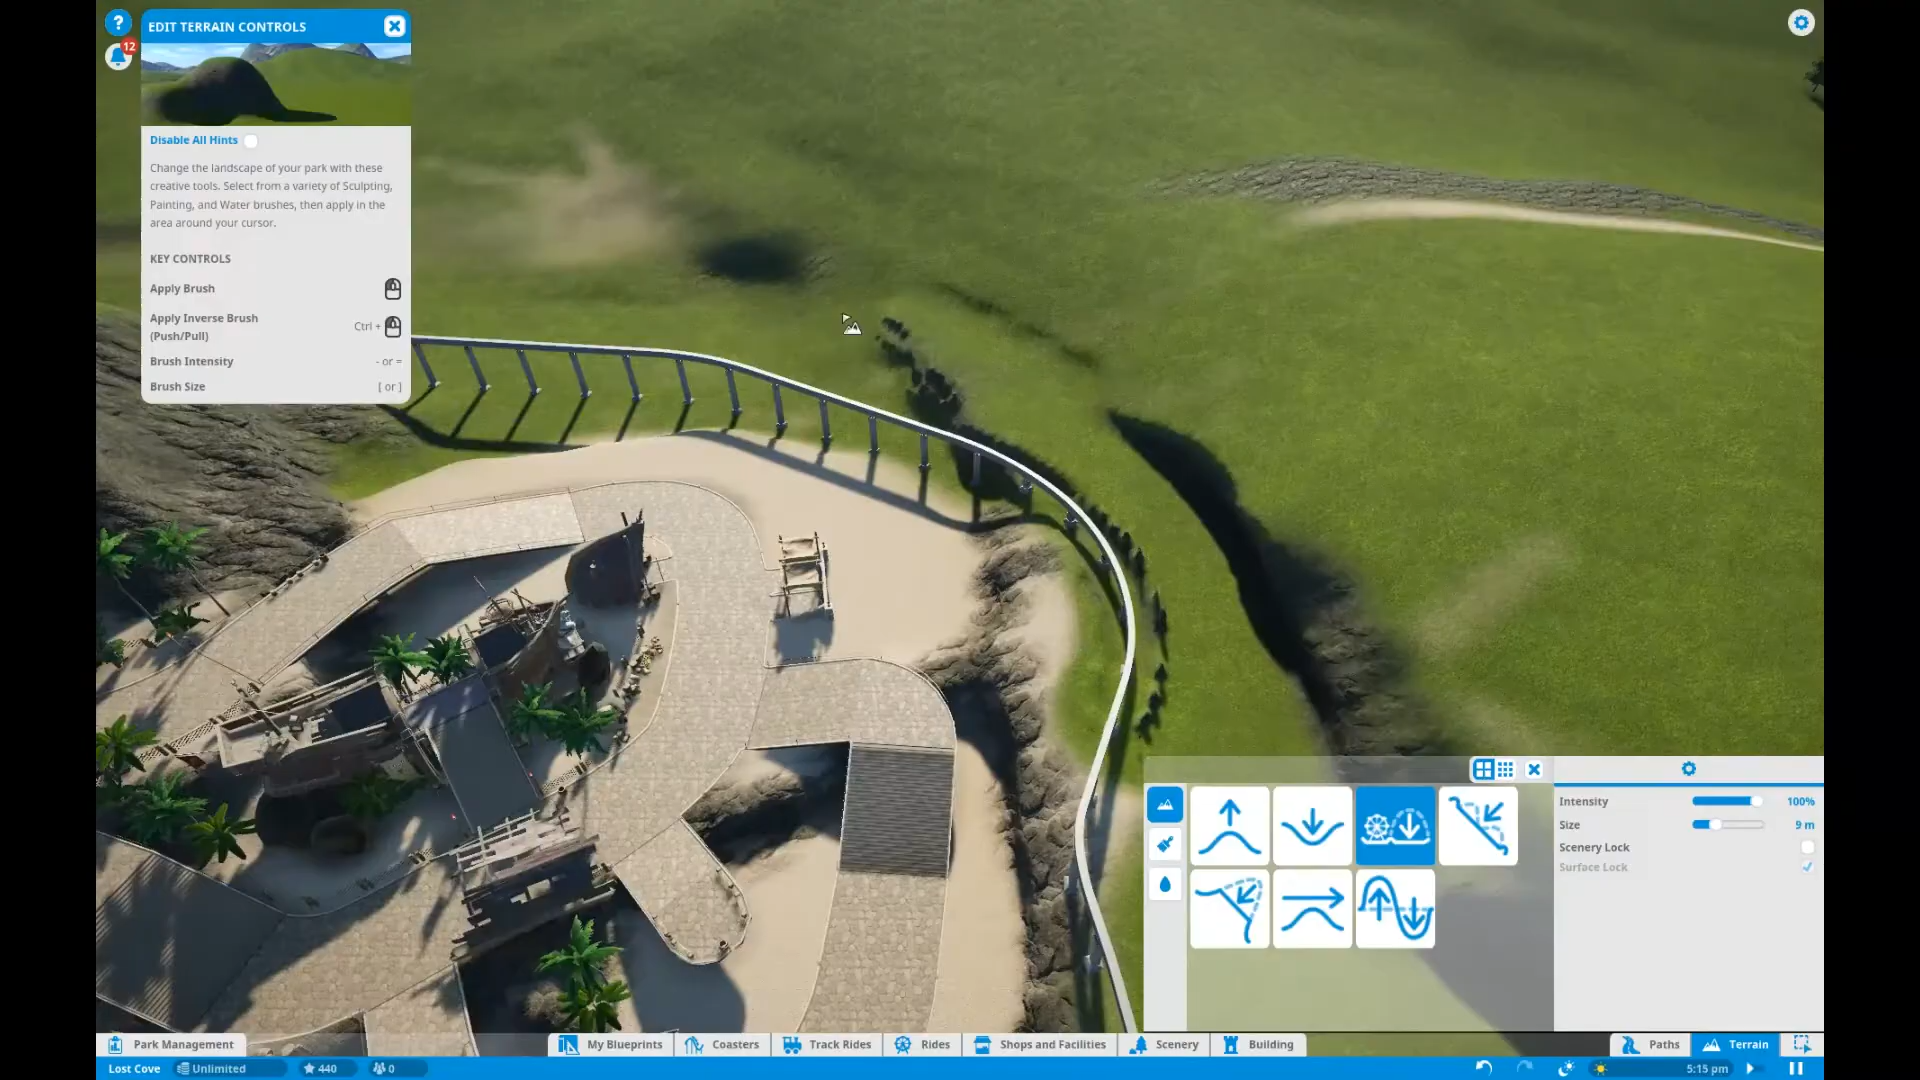 ?
12
EDIT TERRAIN CONTROLS
Disable All Hints
Change the landscape of your park with these
creative tools. Select from a variety of Sculpting,
Painting, and Water brushes, then apply in the
area around your cursor.
KEY CONTROLS
Apply Brush
Apply Inverse Brush
(Push/Pull)
Ctrl +
Brush Intensity
- or =
Brush Size
[ or ]
Intensity
100%
Size
9 m
Scenery Lock
Surface Lock
Park Management
My Blueprints
Coasters
Track Rides
Rides
Shops and Facilities
Scenery
Building
Paths
Terrain
Lost Cove
Unlimited
440
0
5:15 pm